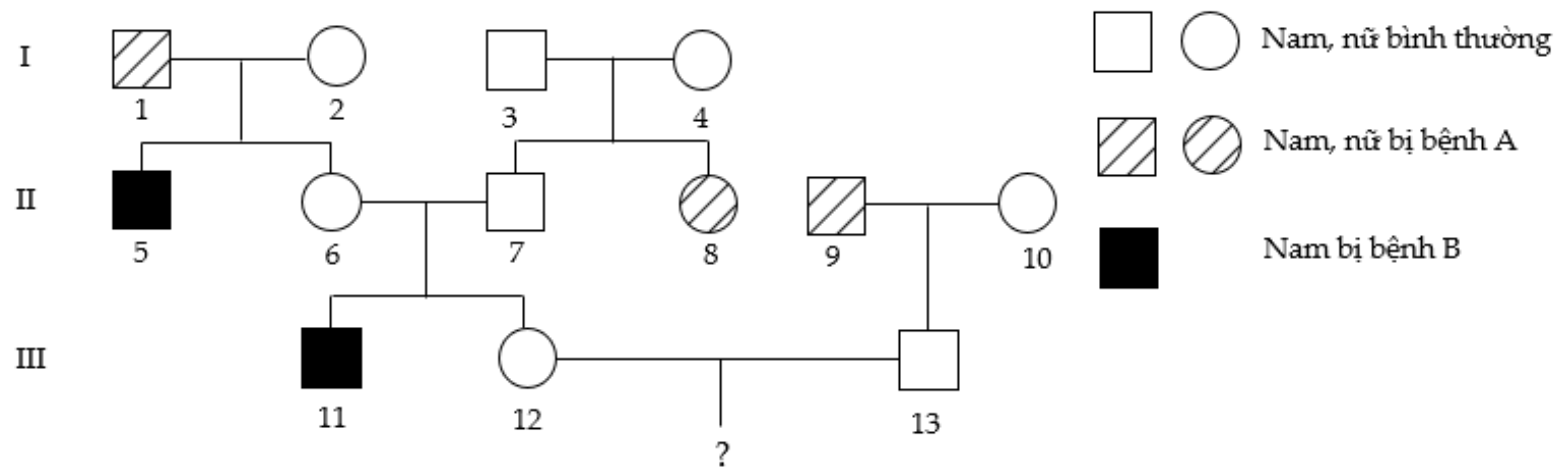 I
1
2
3
4
II
5
6
7
8
9
10
III
11
12
13
?
Nam, nữ bình thường
Nam, nữ bị bệnh A
Nam bị bệnh B